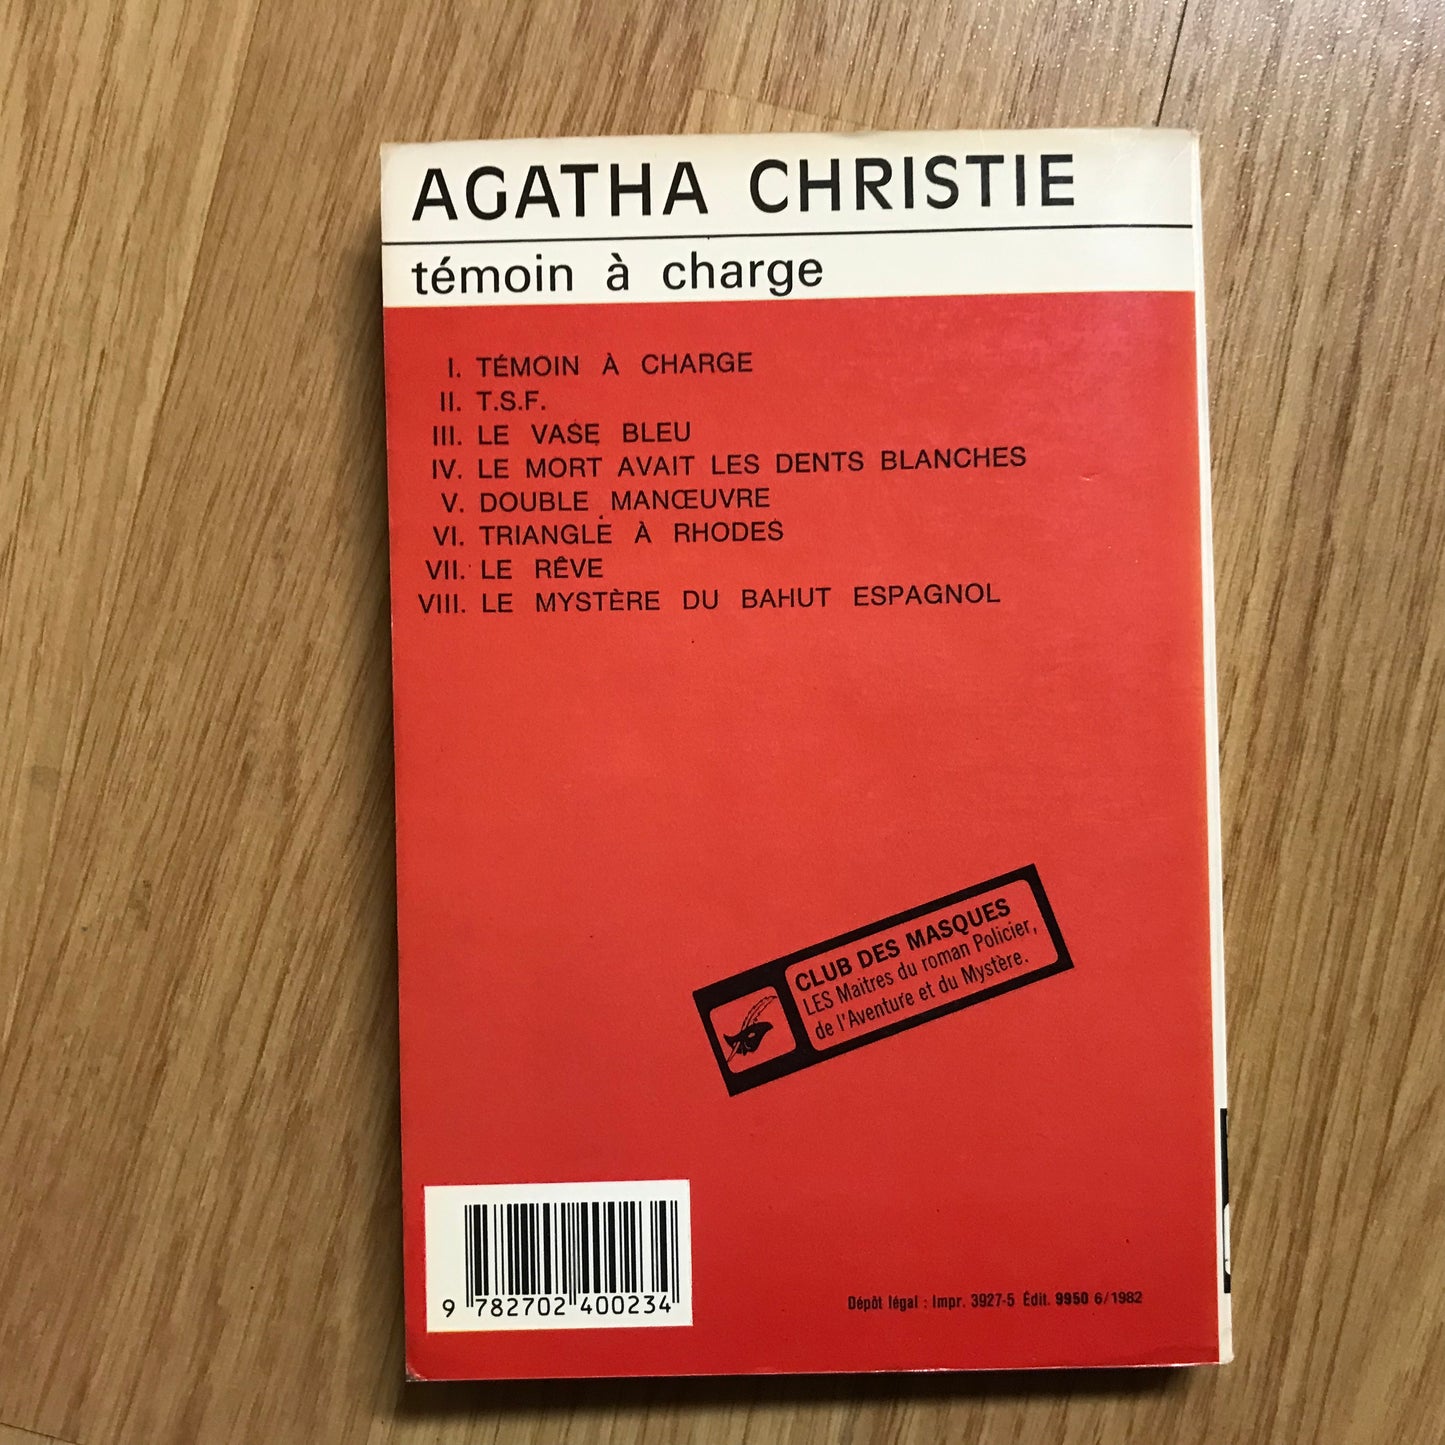 AGATHA CHRISTIE
témoin à charge
I. TÉMOIN À CHARGE
II. T.S.F.
III. LE VASE BLEU
IV. LE MORT AVAIT LES DENTS BLANCHES
V. DOUBLE MANŒUVRE
VI. TRIANGLE À RHODES
VII. LE RÊVE
VIII. LE MYSTÈRE DU BAHUT ESPAGNOL
CLUB DES MASQUES
LES Maitres du roman Policier,
de l'Aventure et du Mystère.
9 782702 400234
Dépôt légal : Impr. 3927-5 Édit. 9950 6/1982